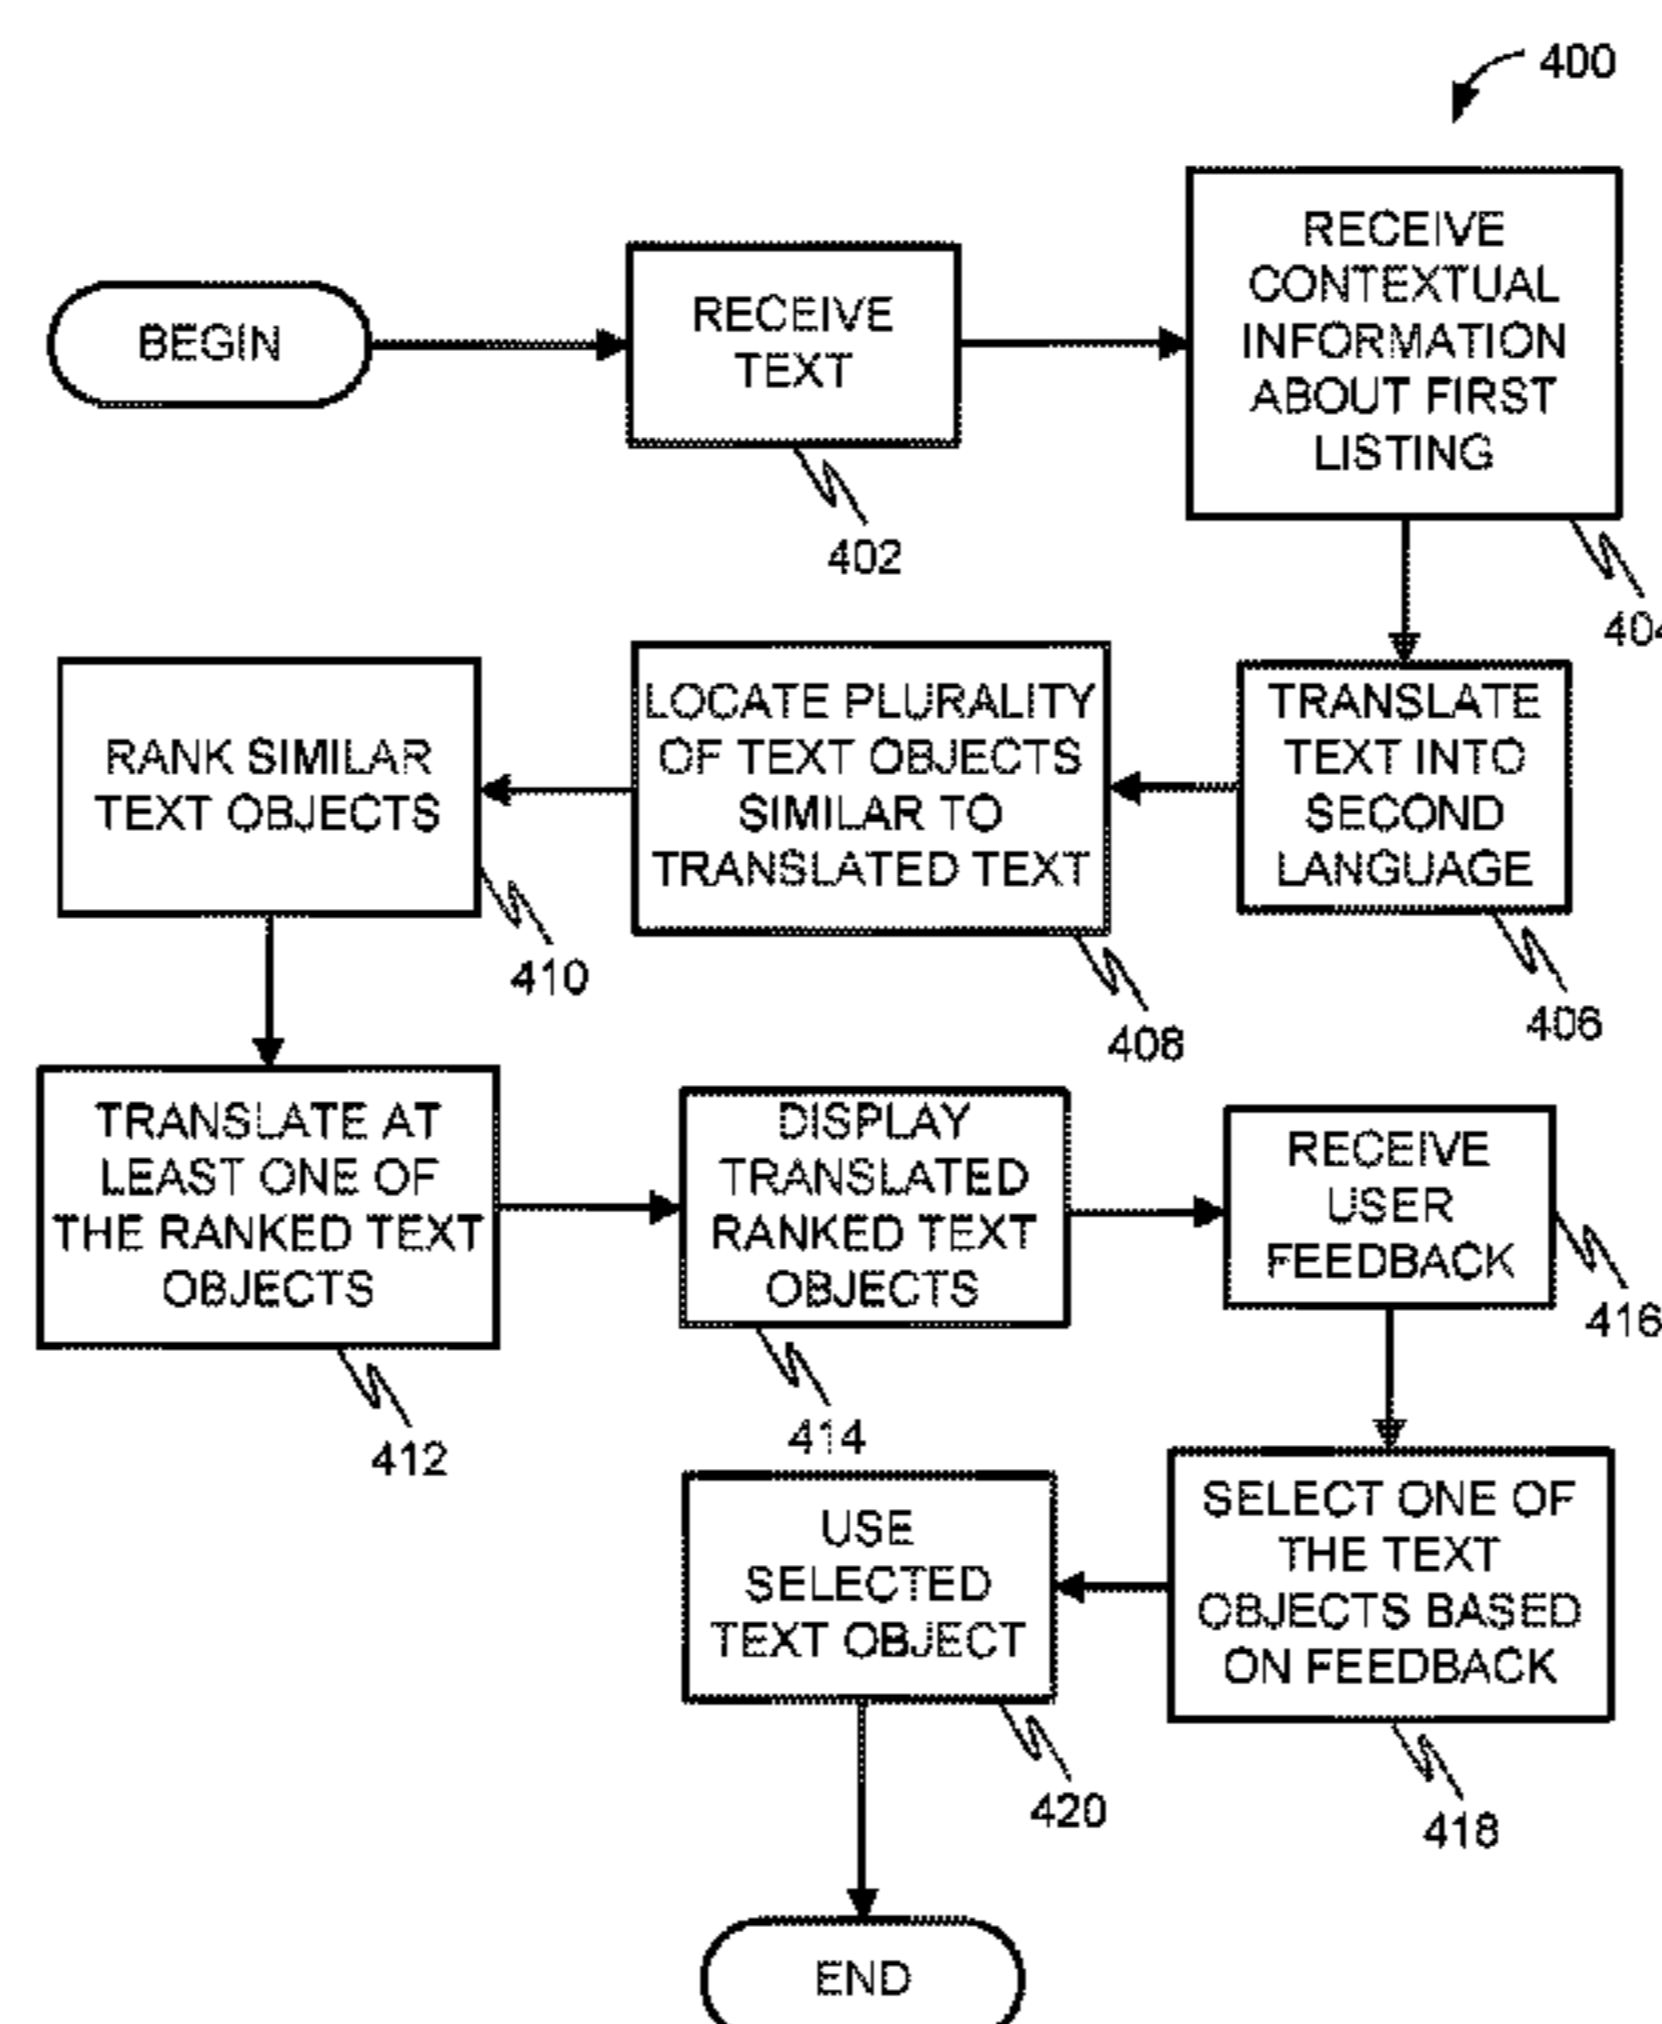 400
BEGIN
RECEIVE
TEXT
402
RECEIVE
CONTEXTUAL
INFORMATION
ABOUT FIRST
LISTING
404
TRANSLATE
TEXT INTO
SECOND
LANGUAGE
406
LOCATE PLURALITY
OF TEXT OBJECTS
SIMILAR TO
TRANSLATED TEXT
408
RANK SIMILAR
TEXT OBJECTS
410
TRANSLATE AT
LEAST ONE OF
THE RANKED TEXT
OBJECTS
412
DISPLAY
TRANSLATED
RANKED TEXT
OBJECTS
414
RECEIVE
USER
FEEDBACK
416
SELECT ONE OF
THE TEXT
OBJECTS BASED
ON FEEDBACK
418
USE
SELECTED
TEXT OBJECT
420
END